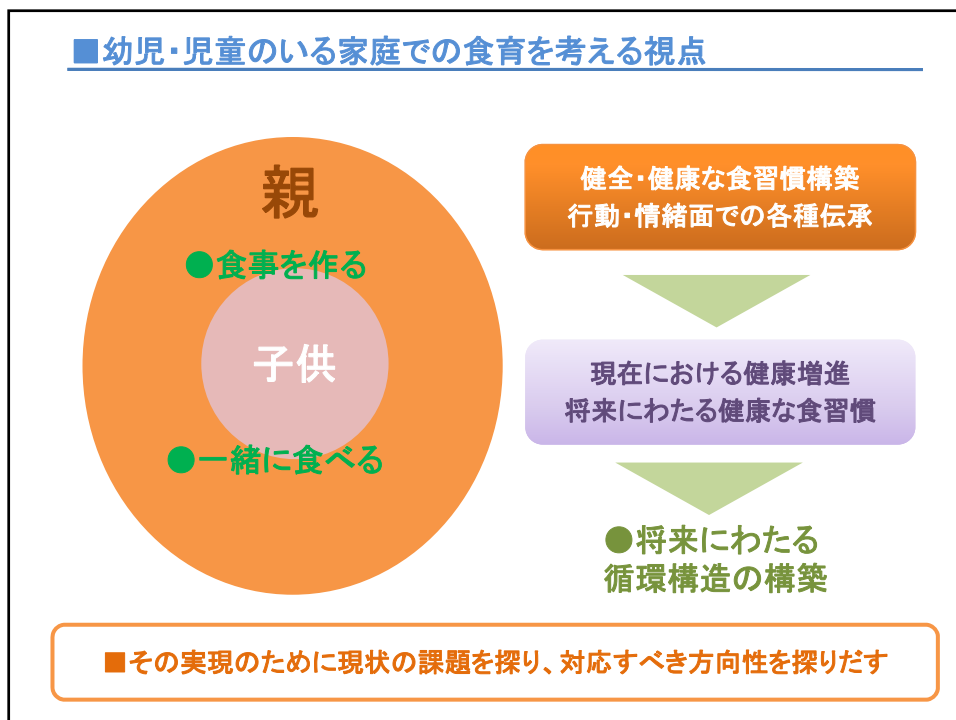 ■幼児・児童のいる家庭での食育を考える視点
親
●食事を作る
子供
●一緒に食べる
健全・健康な食習慣構築
行動・情緒面での各種伝承
現在における健康増進
将来にわたる健康な食習慣
●将来にわたる
循環構造の構築
■その実現のために現状の課題を探り、対応すべき方向性を探りだす